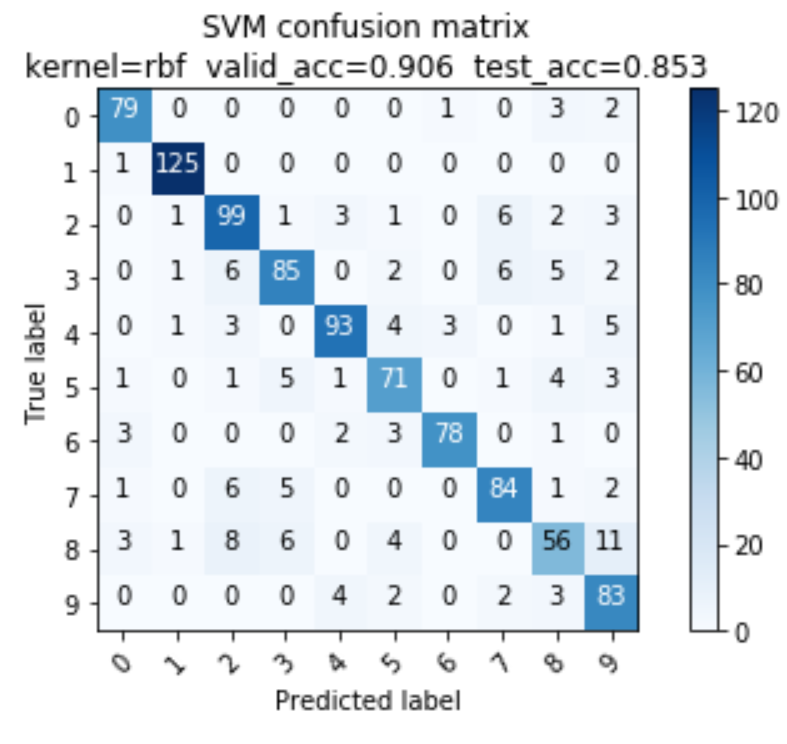 SVM confusion matrix
kernel=rbf valid_acc=0.906 test_acc=0.853
0 79 0 0 0 0 0 1 0 3 2
1 1 125 0 0 0 0 0 0 0 0
2 0 1 99 1 3 1 0 6 2 3
3 0 1 6 85 0 2 0 6 5 2
4 0 1 3 0 93 4 3 0 1 5
5 1 0 1 5 1 71 0 1 4 3
6 3 0 0 0 2 3 78 0 1 0
7 1 0 6 5 0 0 0 84 1 2
8 3 1 8 6 0 4 0 0 56 11
9 0 0 0 0 4 2 0 2 3 83
0 1 2 3 4 5 6 7 8 9
True label
Predicted label
120
100
80
60
40
20
0